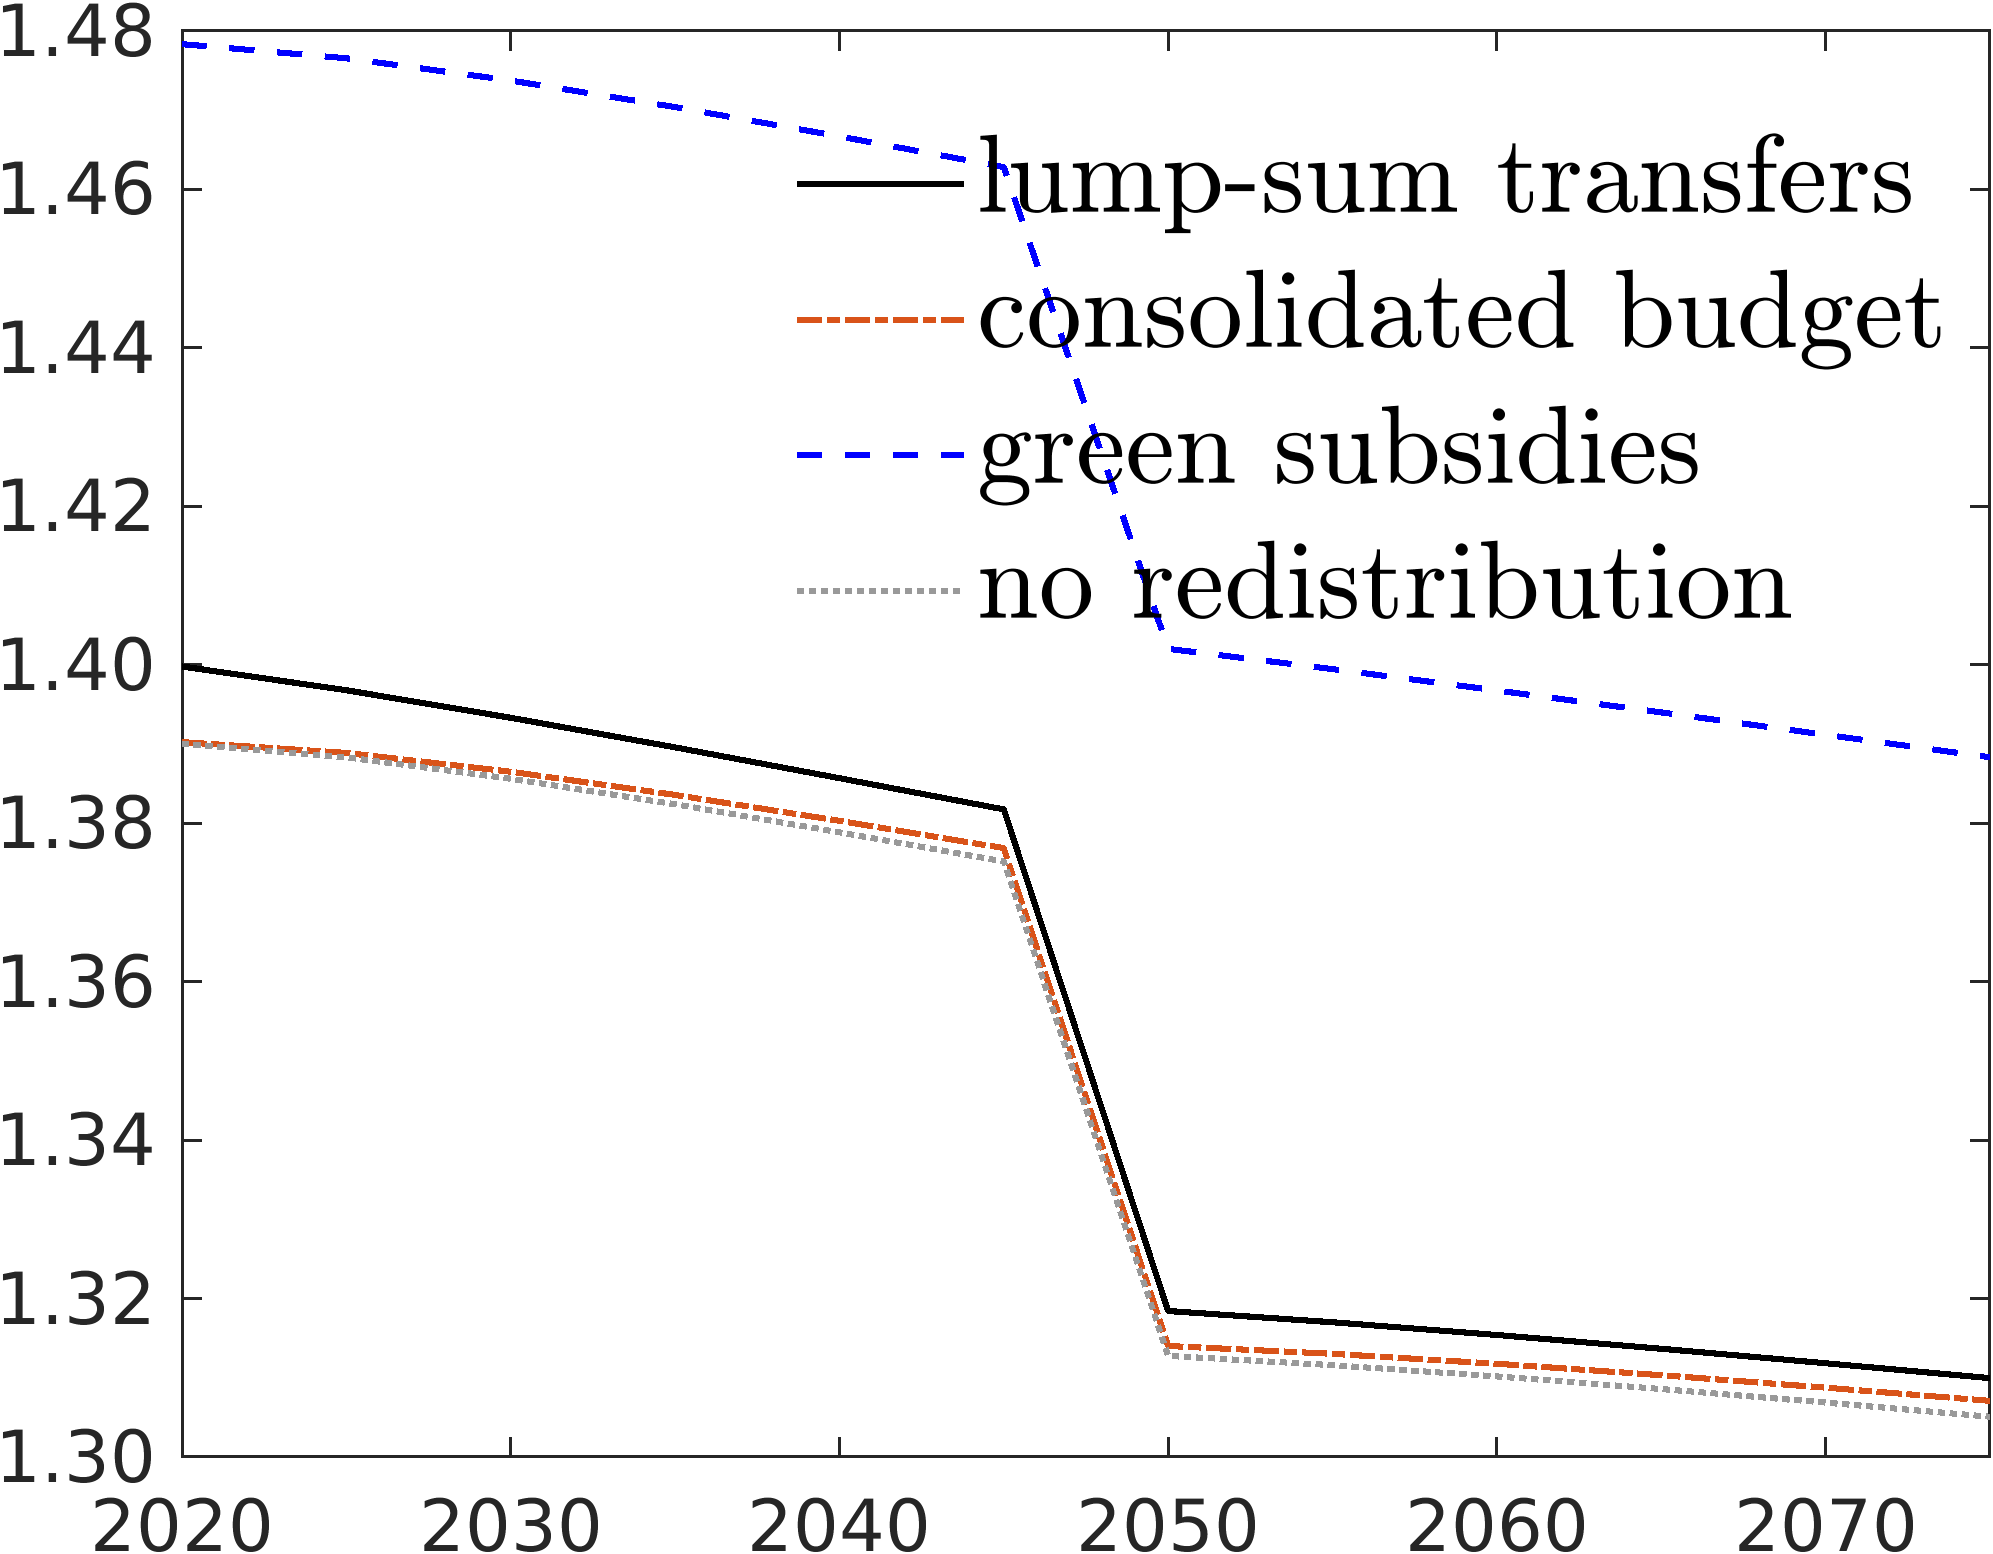 1.48
1.46
1.44
1.42
1.40
1.38
1.36
1.34
1.32
1.30
2020 2030 2040 2050 2060 2070
lump-sum transfers
consolidated budget
green subsidies
no redistribution